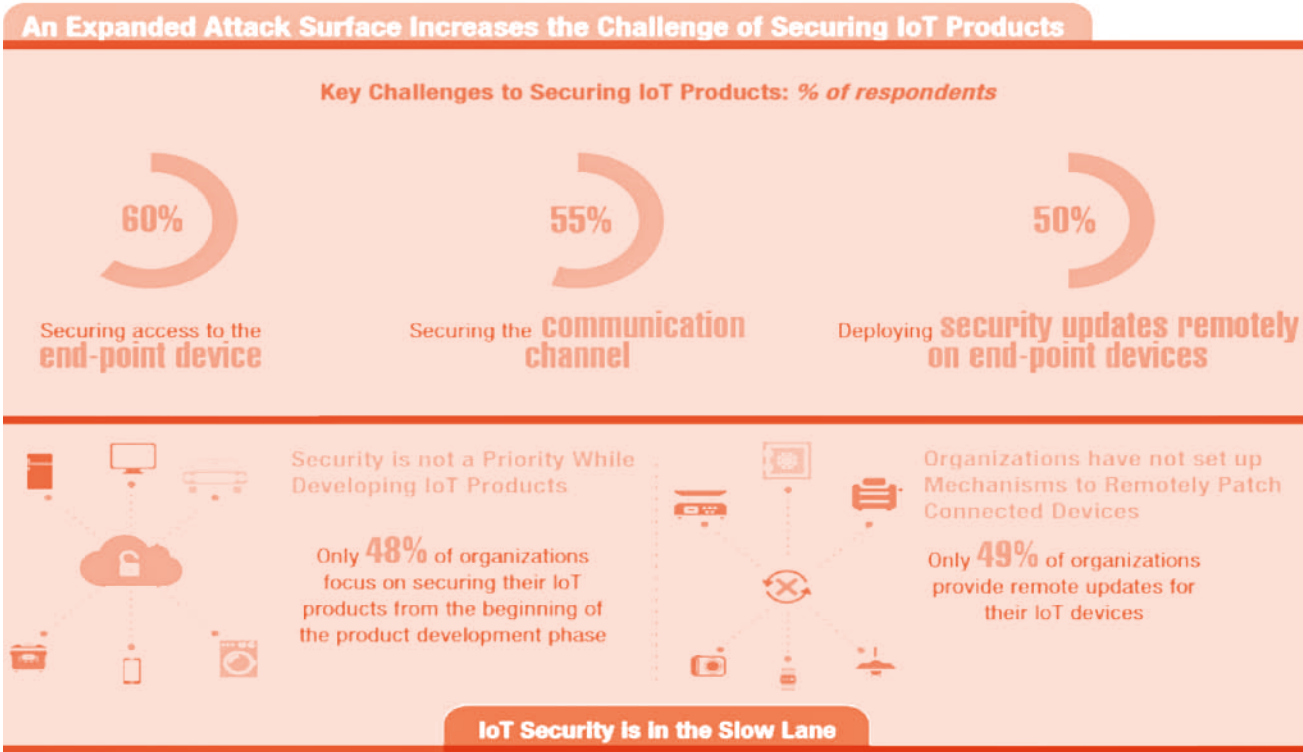 An Expanded Attack Surface Increases the Challenge of Securing IoT Products
Key Challenges to Securing IoT Products: % of respondents
60%
Securing access to the
end-point device
55%
Securing the communication
channel
50%
Deploying security updates remotely
on end-point devices
Security is not a Priority While
Developing IoT Products
Only 48% of organizations
focus on securing their IoT
products from the beginning of
the product development phase
Organizations have not set up
Mechanisms to Remotely Patch
Connected Devices
Only 49% of organizations
provide remote updates for
their IoT devices
IoT Security is in the Slow Lane